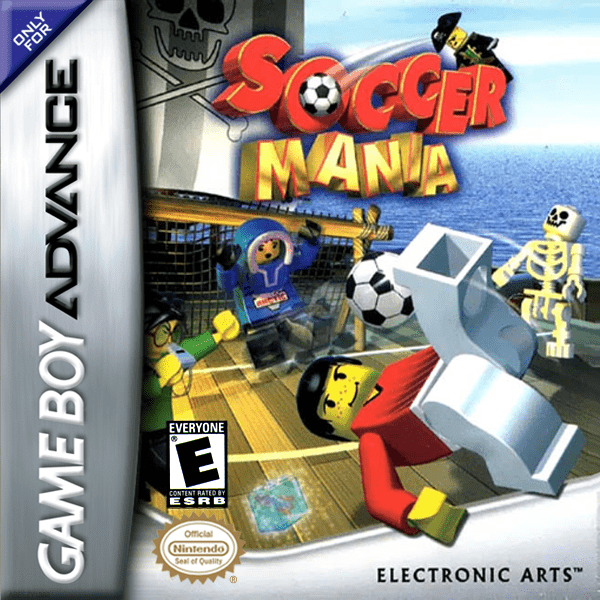 ONLY
FOR
GAME BOY ADVANCE
SOCCER
MANIA
EVERYONE
E
®
CONTENT RATED BY
ESRB
Official
Nintendo
Seal of Quality
®
ELECTRONIC ARTS™